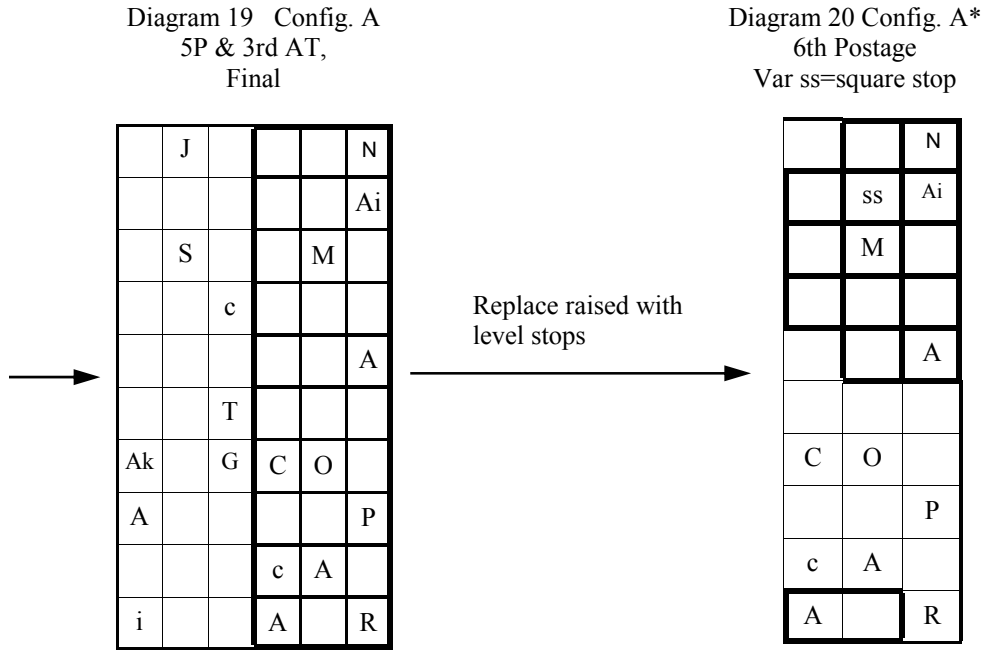 Diagram 19 Config. A
5P & 3rd AT,
Final
J N
Ai
S M
c
A
T
Ak G C O
A P
c A
i A R
Replace raised with
level stops
Diagram 20 Config. A*
6th Postage
Var ss=square stop
N
ss Ai
M
A
C O
P
c A
A R